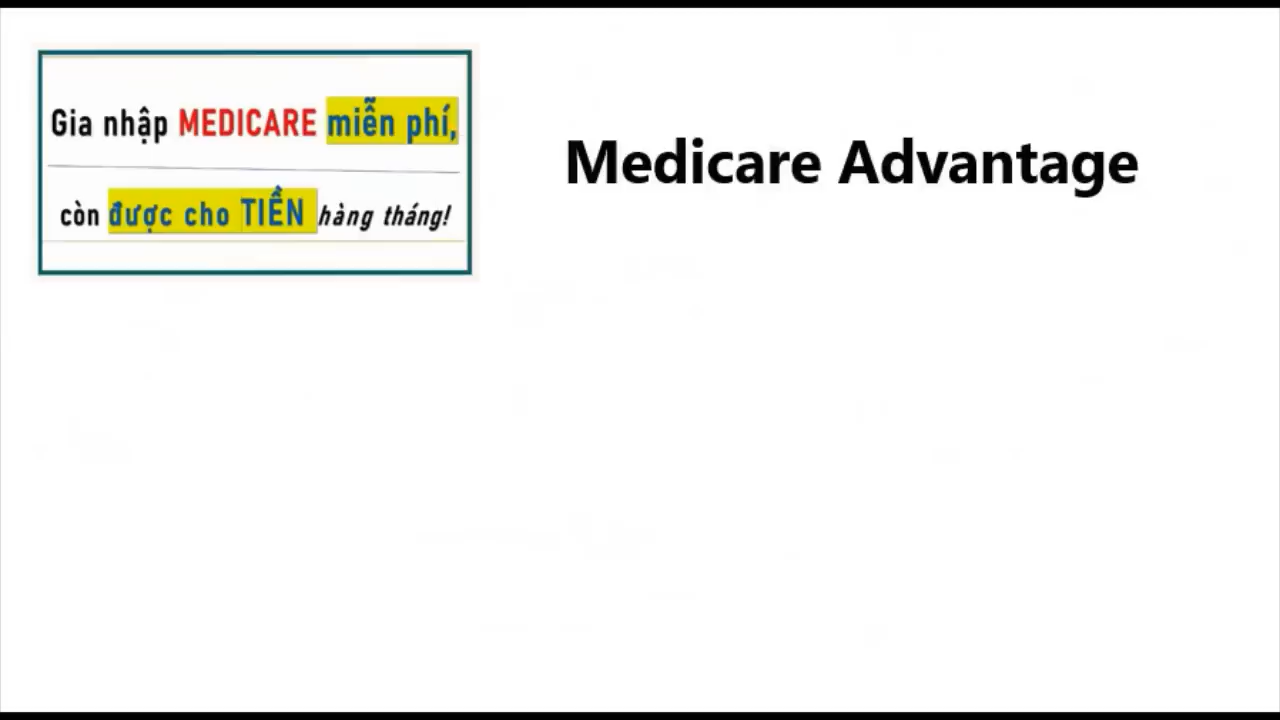 Gia nhập MEDICARE miễn phí,
còn được cho TIỀN hàng tháng!
Medicare Advantage